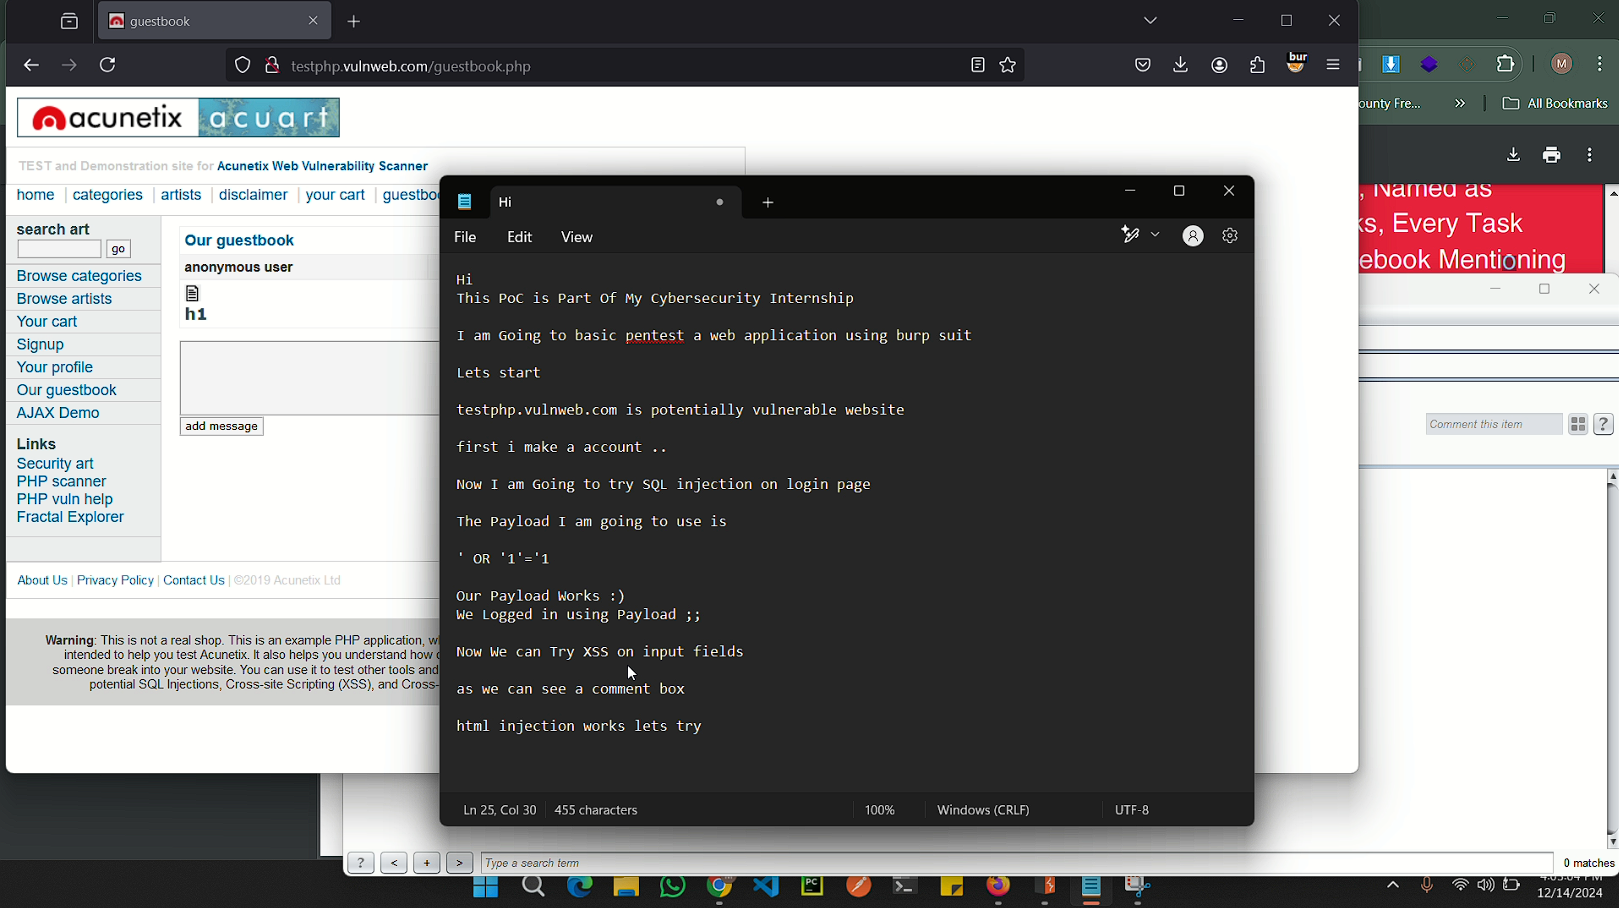 guestbook
bur
testphp.vulnweb.com/guestbook.php
M
ounty Fre...
»
All Bookmarks
acunetix acuart
TEST and Demonstration site for Acunetix Web Vulnerability Scanner
home
categories
artists
disclaimer
your cart
guestboo
search art
go
Browse categories
Browse artists
Your cart
Signup
Your profile
Our guestbook
AJAX Demo
Links
Security art
PHP scanner
PHP vuln help
Fractal Explorer
Our guestbook
anonymous user
h1
add message
About Us | Privacy Policy | Contact Us | ©2019 Acunetix Ltd
Warning: This is not a real shop. This is an example PHP application, w
intended to help you test Acunetix. It also helps you understand how
someone break into your website. You can use it to test other tools and
potential SQL Injections, Cross-site Scripting (XSS), and Cross-
Hi
File
Edit
View
Hi
This PoC is Part Of My Cybersecurity Internship
I am Going to basic pentest a web application using burp suit
Lets start
testphp.vulnweb.com is potentially vulnerable website
first i make a account ..
Now I am Going to try SQL injection on login page
The Payload I am going to use is
' OR '1'='1
Our Payload Works :)
We Logged in using Payload ;;
Now We can Try XSS on input fields
as we can see a comment box
html injection works lets try
Ln 25, Col 30
455 characters
100%
Windows (CRLF)
UTF-8
, Named as
ks, Every Task
ebook Mentioning
Comment this item
?
?
<
+
>
Type a search term
0 matches
PC
12/14/2024